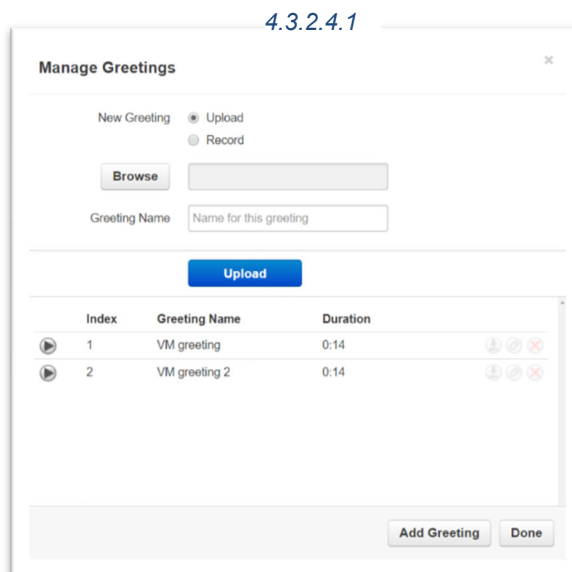 4.3.2.4.1
Manage Greetings ×
New Greeting Upload
Record
Browse
Greeting Name Name for this greeting
Upload
Index Greeting Name Duration
1 VM greeting 0:14
2 VM greeting 2 0:14
Add Greeting Done